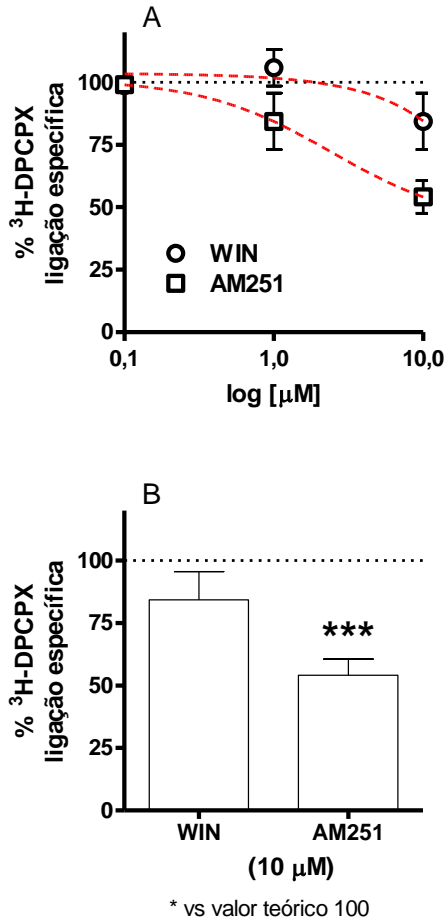 A
% ³H-DPCPX
ligação específica
100
75
50
25
0
WIN
AM251
0,1
1,0
10,0
log [µM]
B
% ³H-DPCPX
ligação específica
100
75
50
25
0
***
WIN
AM251
(10 µM)
* vs valor teórico 100